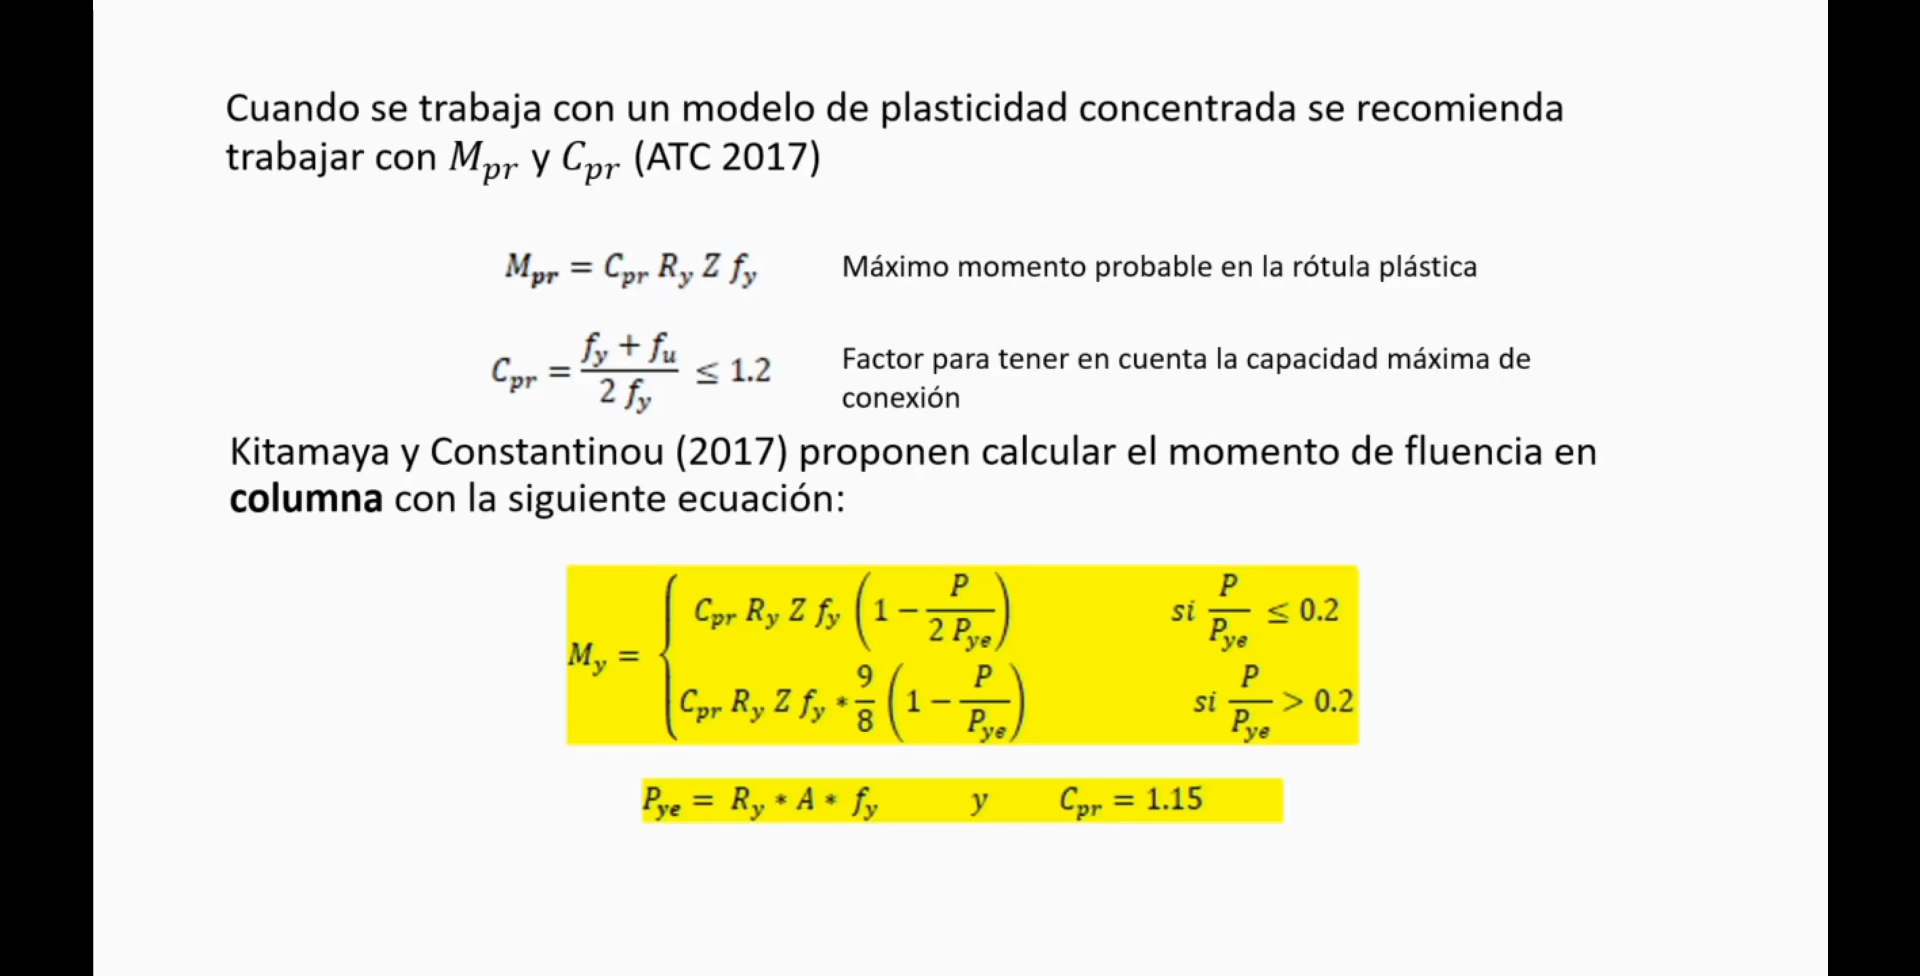 Cuando se trabaja con un modelo de plasticidad concentrada se recomienda
trabajar con M_pr y C_pr (ATC 2017)
M_pr = C_pr R_y Z f_y Máximo momento probable en la rótula plástica
C_pr = (f_y + f_u) / (2 f_y) ≤ 1.2 Factor para tener en cuenta la capacidad máxima de
conexión
Kitamaya y Constantinou (2017) proponen calcular el momento de fluencia en
columna con la siguiente ecuación:
M_y = { C_pr R_y Z f_y (1 − P / (2 P_ye)) si P / P_ye ≤ 0.2
C_pr R_y Z f_y * 9/8 (1 − P / P_ye) si P / P_ye > 0.2
P_ye = R_y * A * f_y y C_pr = 1.15